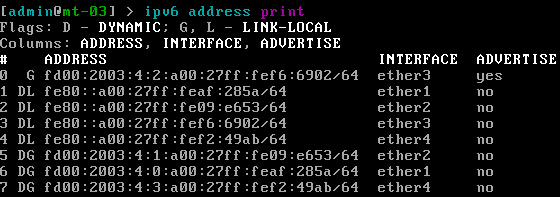 [admin@mt-03] > ipv6 address print
Flags: D - DYNAMIC; G, L - LINK-LOCAL
Columns: ADDRESS, INTERFACE, ADVERTISE
#    ADDRESS                              INTERFACE  ADVERTISE
0  G fd00:2003:4:2:a00:27ff:fef6:6902/64  ether3     yes
1 DL fe80::a00:27ff:feaf:285a/64          ether1     no
2 DL fe80::a00:27ff:fe09:e653/64          ether2     no
3 DL fe80::a00:27ff:fef6:6902/64          ether3     no
4 DL fe80::a00:27ff:fef2:49ab/64          ether4     no
5 DG fd00:2003:4:1:a00:27ff:fe09:e653/64  ether2     no
6 DG fd00:2003:4:0:a00:27ff:feaf:285a/64  ether1     no
7 DG fd00:2003:4:3:a00:27ff:fef2:49ab/64  ether4     no